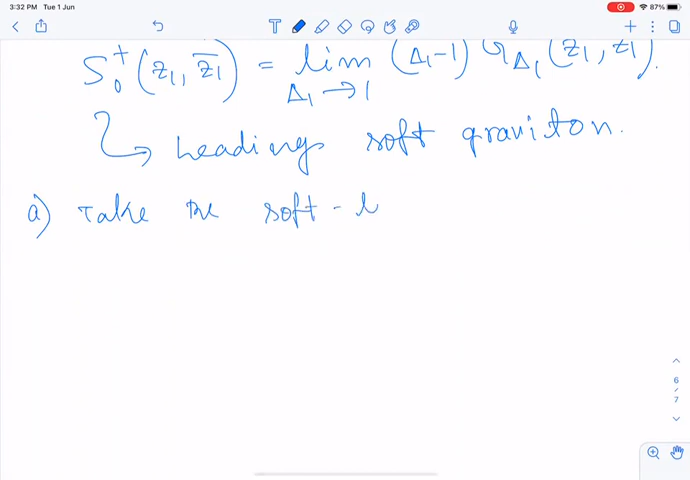 3:32 PM Tue 1 Jun
87%
S₀⁺(z₁, z̄₁) = lim (Δ₁-1) G_Δ₁(z₁, z̄₁).
Δ₁→1
↳ leading soft graviton.
a) Take the soft-l
6
/
7